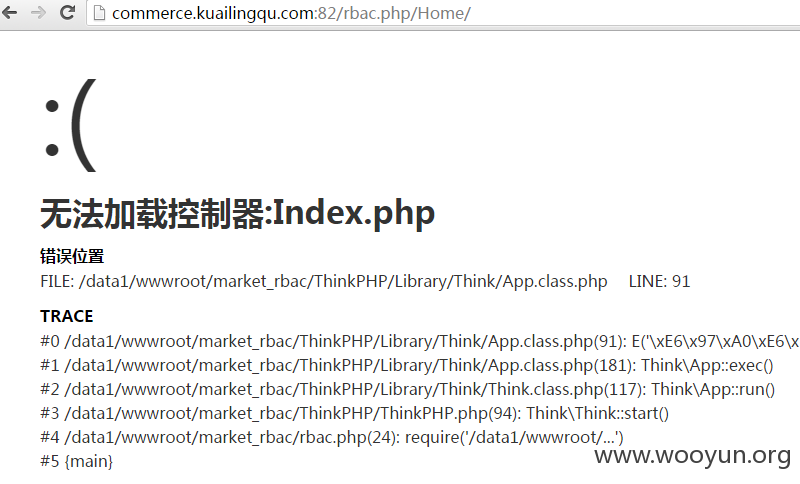 commerce.kuailingqu.com:82/rbac.php/Home/
:(
无法加载控制器:Index.php
错误位置
FILE: /data1/wwwroot/market_rbac/ThinkPHP/Library/Think/App.class.php LINE: 91
TRACE
#0 /data1/wwwroot/market_rbac/ThinkPHP/Library/Think/App.class.php(91): E('\xE6\x97\xA0\xE6\x
#1 /data1/wwwroot/market_rbac/ThinkPHP/Library/Think/App.class.php(181): Think\App::exec()
#2 /data1/wwwroot/market_rbac/ThinkPHP/Library/Think/Think.class.php(117): Think\App::run()
#3 /data1/wwwroot/market_rbac/ThinkPHP/ThinkPHP.php(94): Think\Think::start()
#4 /data1/wwwroot/market_rbac/rbac.php(24): require('/data1/wwwroot/...')
#5 {main}
www.wooyun.org